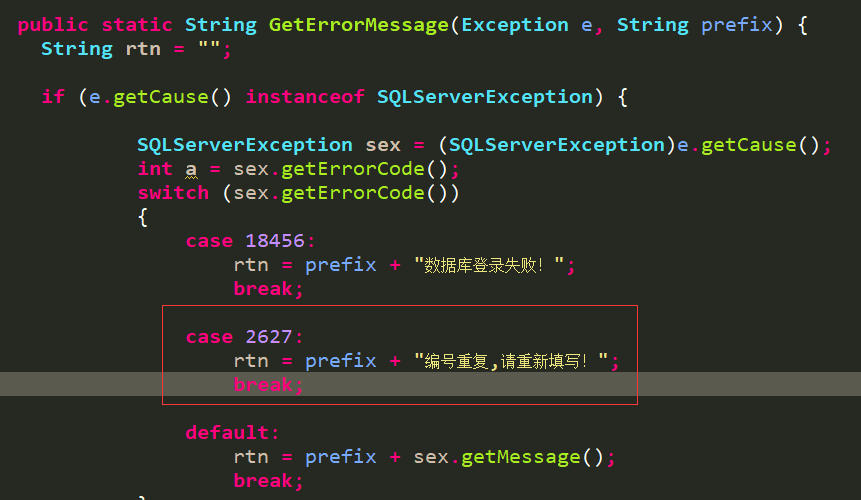 public static String GetErrorMessage(Exception e, String prefix) {
String rtn = "";
if (e.getCause() instanceof SQLServerException) {
SQLServerException sex = (SQLServerException)e.getCause();
int a = sex.getErrorCode();
switch (sex.getErrorCode())
{
case 18456:
rtn = prefix + "数据库登录失败！";
break;
case 2627:
rtn = prefix + "编号重复,请重新填写！";
break;
default:
rtn = prefix + sex.getMessage();
break;